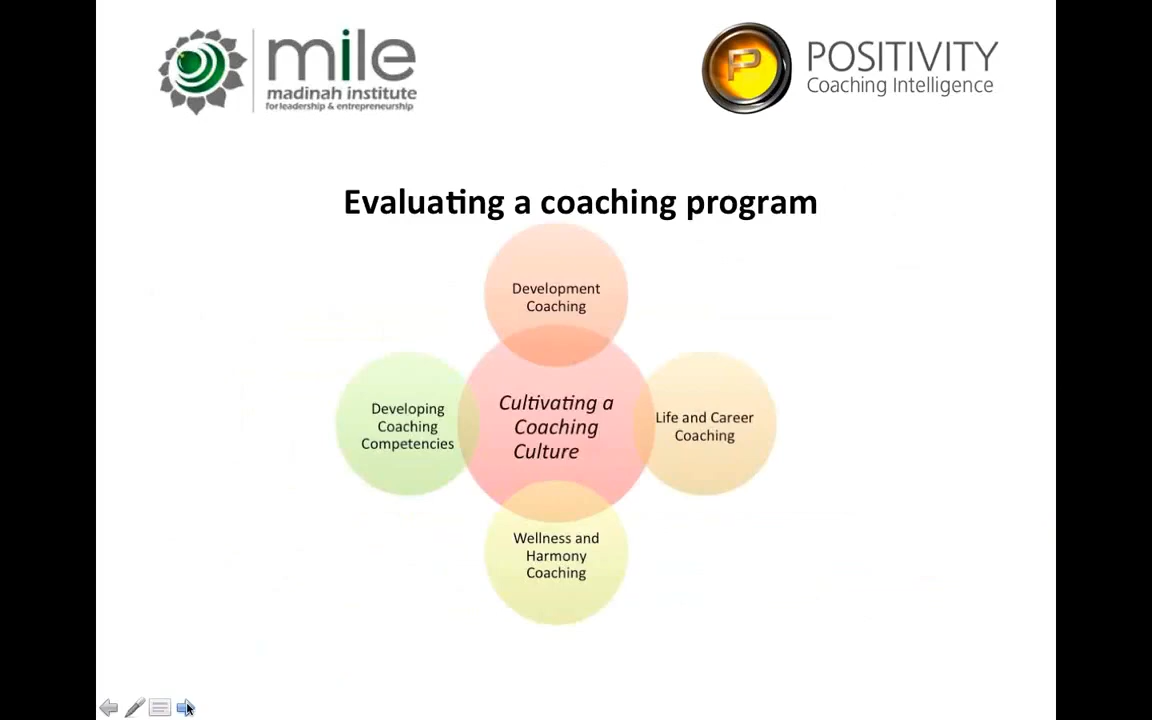 mile
madinah institute
for leadership & entrepreneurship
P
POSITIVITY
Coaching Intelligence
Evaluating a coaching program
Development
Coaching
Developing
Coaching
Competencies
Cultivating a
Coaching
Culture
Life and Career
Coaching
Wellness and
Harmony
Coaching